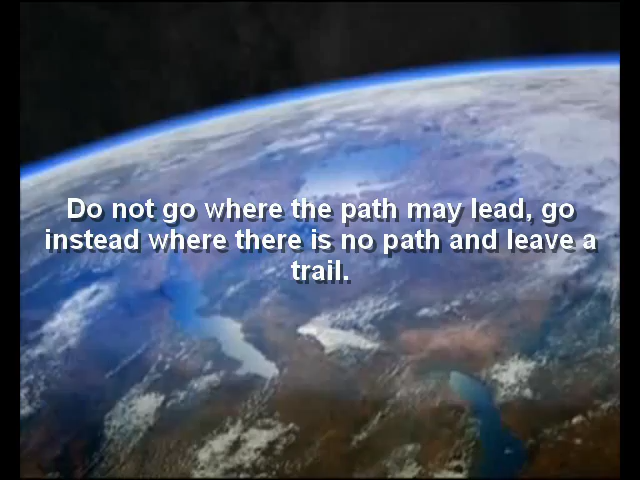 Do not go where the path may lead, go
instead where there is no path and leave a
trail.